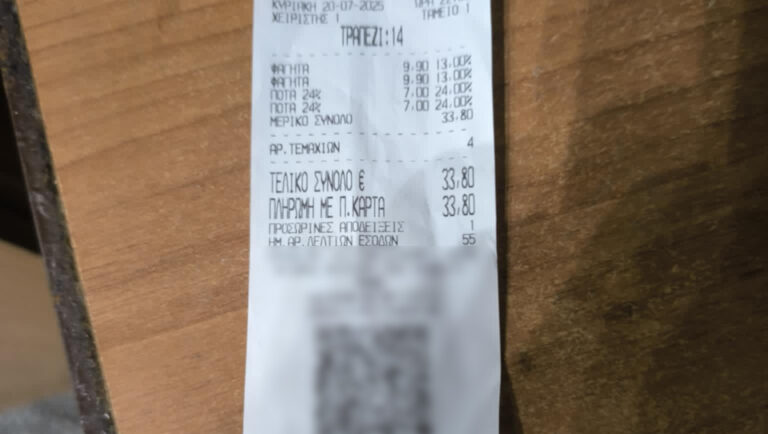 ΚΥΡΙΑΚΗ 20-07-2025
ΧΕΙΡΙΣΤΗΣ 1 ΤΑΜΕΙΟ 1
ΤΡΑΠΕΖΙ:14
ΦΑΓΗΤΑ 9,90 13,00%
ΦΑΓΗΤΑ 9,90 13,00%
ΠΟΤΑ 24% 7,00 24,00%
ΠΟΤΑ 24% 7,00 24,00%
ΜΕΡΙΚΟ ΣΥΝΟΛΟ 33,80
ΑΡ.ΤΕΜΑΧΙΩΝ 4
ΤΕΛΙΚΟ ΣΥΝΟΛΟ € 33,80
ΠΛΗΡΩΜΗ ΜΕ Π.ΚΑΡΤΑ 33,80
ΠΡΟΣΩΡΙΝΕΣ ΑΠΟΔΕΙΞΕΙΣ 1
ΗΜ.ΑΡ.ΔΕΛΤΙΩΝ ΕΣΟΔΩΝ 55